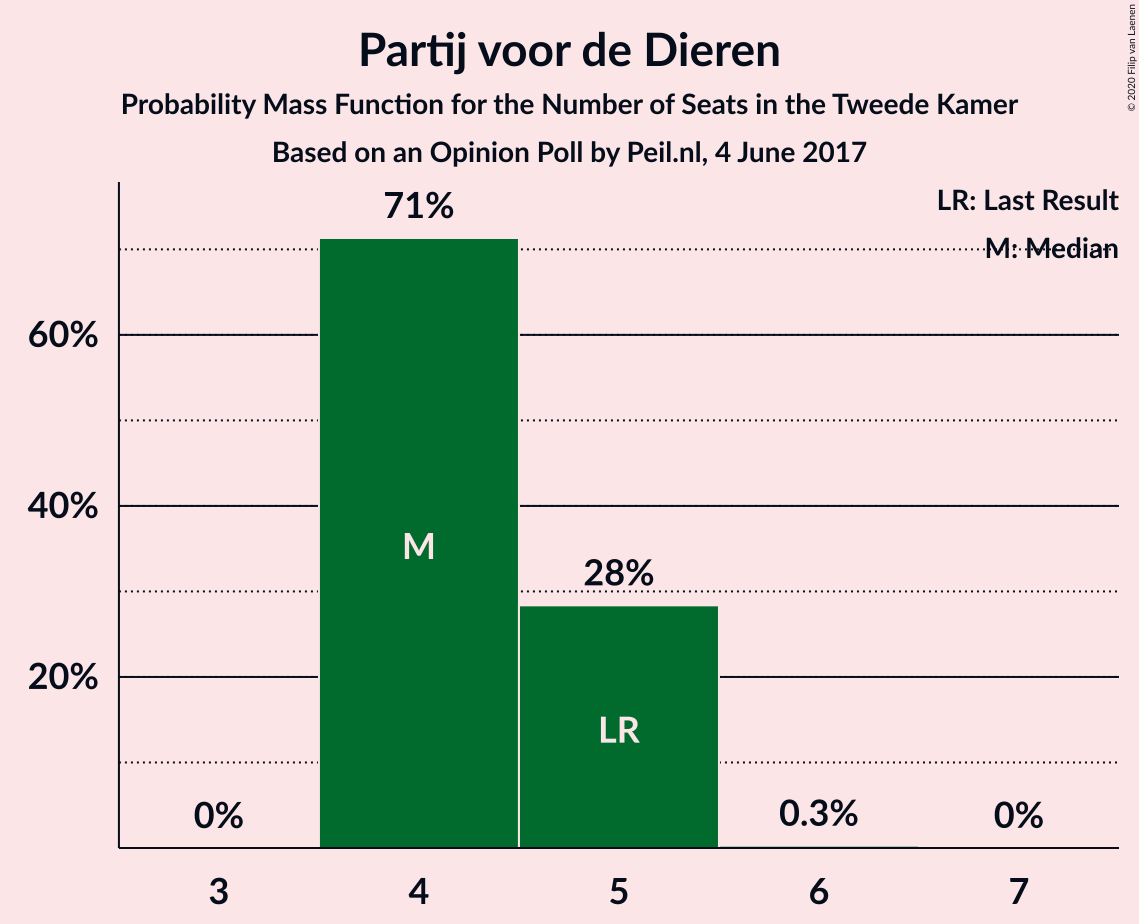 Partij voor de Dieren
Probability Mass Function for the Number of Seats in the Tweede Kamer
Based on an Opinion Poll by Peil.nl, 4 June 2017
© 2020 Filip van Laenen
LR: Last Result
M: Median
71%
60%
40%
M
28%
20%
LR
0%
0.3%
0%
3 4 5 6 7